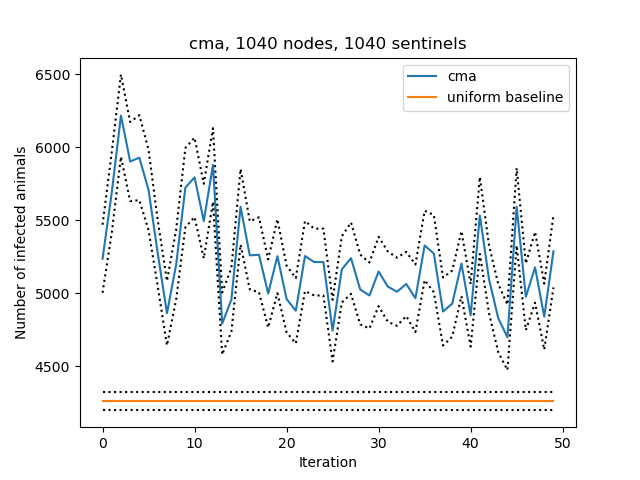 cma, 1040 nodes, 1040 sentinels
cma
uniform baseline
Number of infected animals
6500
6000
5500
5000
4500
0 10 20 30 40 50
Iteration